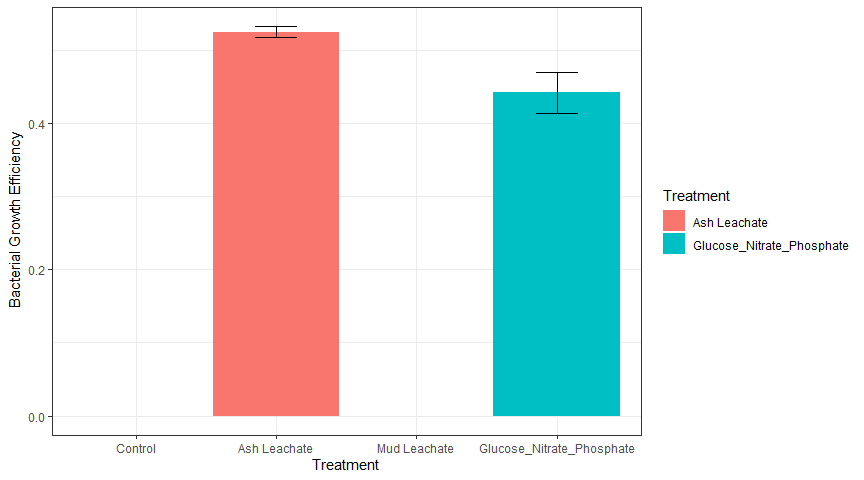 Bacterial Growth Efficiency
0.4
0.2
0.0
Control
Ash Leachate
Mud Leachate
Glucose_Nitrate_Phosphate
Treatment
Treatment
Ash Leachate
Glucose_Nitrate_Phosphate